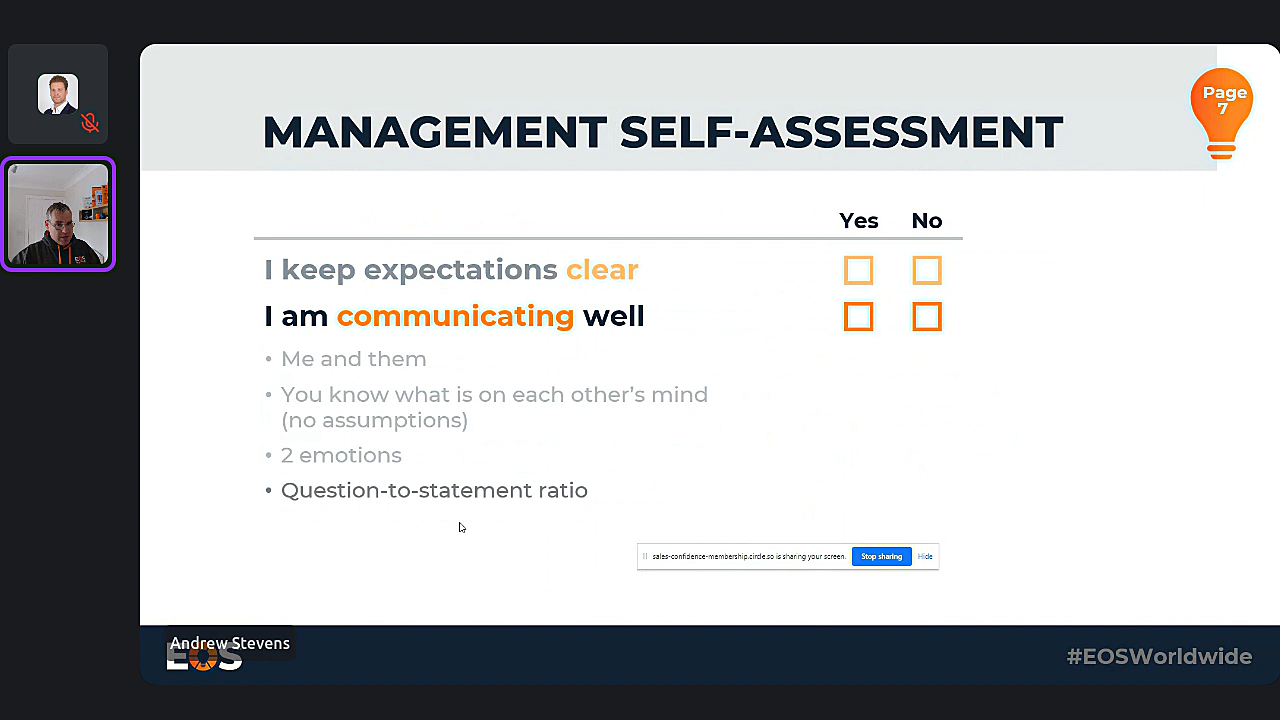 Page
7
MANAGEMENT SELF-ASSESSMENT
Yes No
I keep expectations clear
I am communicating well
• Me and them
• You know what is on each other's mind
(no assumptions)
• 2 emotions
• Question-to-statement ratio
sales-confidence-membership.circle.so is sharing your screen. Stop sharing Hide
Andrew Stevens
EOS
#EOSWorldwide